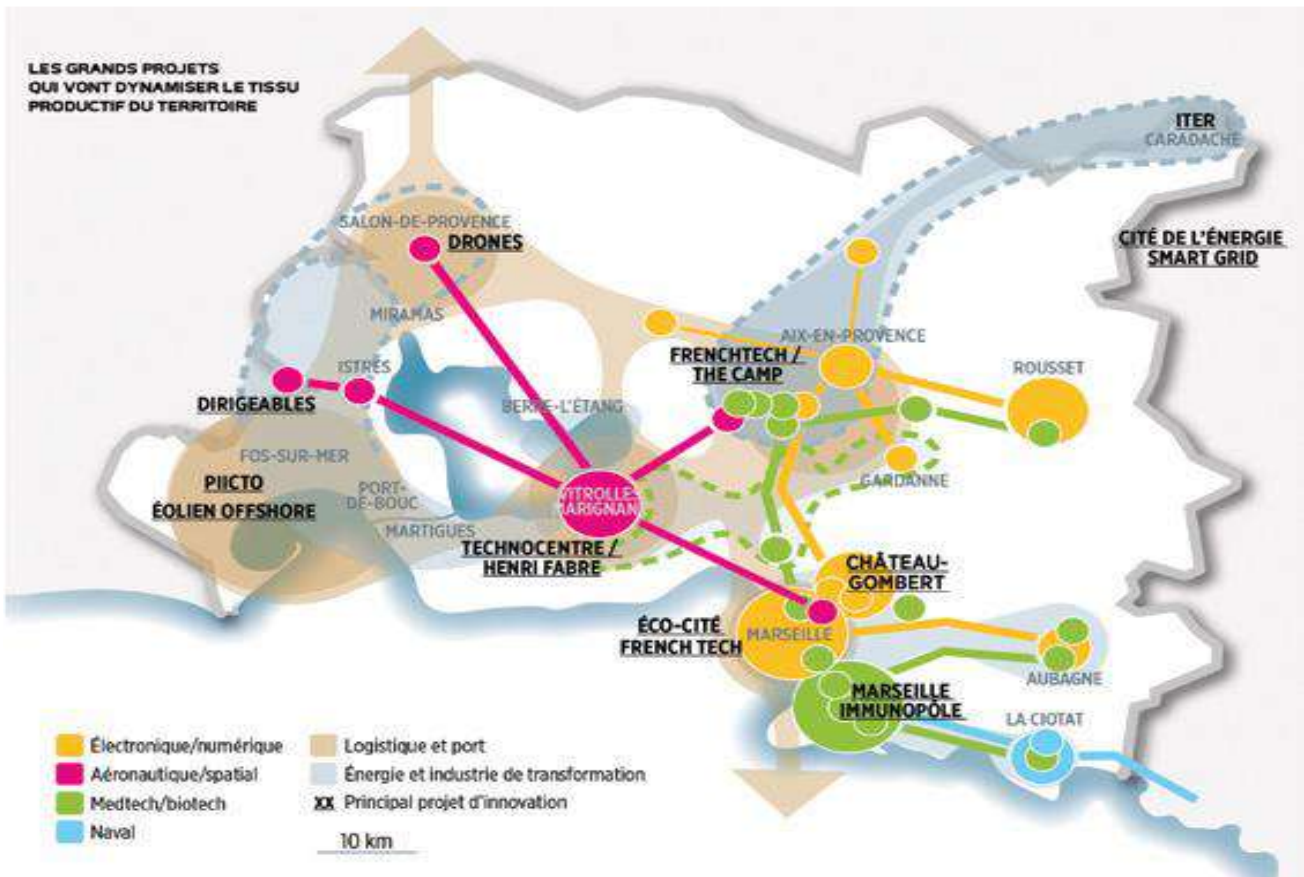 LES GRANDS PROJETS
QUI VONT DYNAMISER LE TISSU
PRODUCTIF DU TERRITOIRE
ITER
CARADACHE
SALON-DE-PROVENCE
DRONES
CITÉ DE L'ÉNERGIE
SMART GRID
MIRAMAS
AIX-EN-PROVENCE
ISTRES
FRENCHTECH /
THE CAMP
ROUSSET
DIRIGEABLES
BERRE-L'ÉTANG
FOS-SUR-MER
PIICTO
ÉOLIEN OFFSHORE
PORT-
DE-BOUC
GARDANNE
VITROLLES
MARIGNAN
MARTIGUES
TECHNOCENTRE /
HENRI FABRE
CHÂTEAU-
GOMBERT
ÉCO-CITÉ
FRENCH TECH
MARSEILLE
AUBAGNE
MARSEILLE
IMMUNOPÔLE
LA CIOTAT
Électronique/numérique
Aéronautique/spatial
Medtech/biotech
Naval
Logistique et port
Énergie et industrie de transformation
XX Principal projet d'innovation
10 km